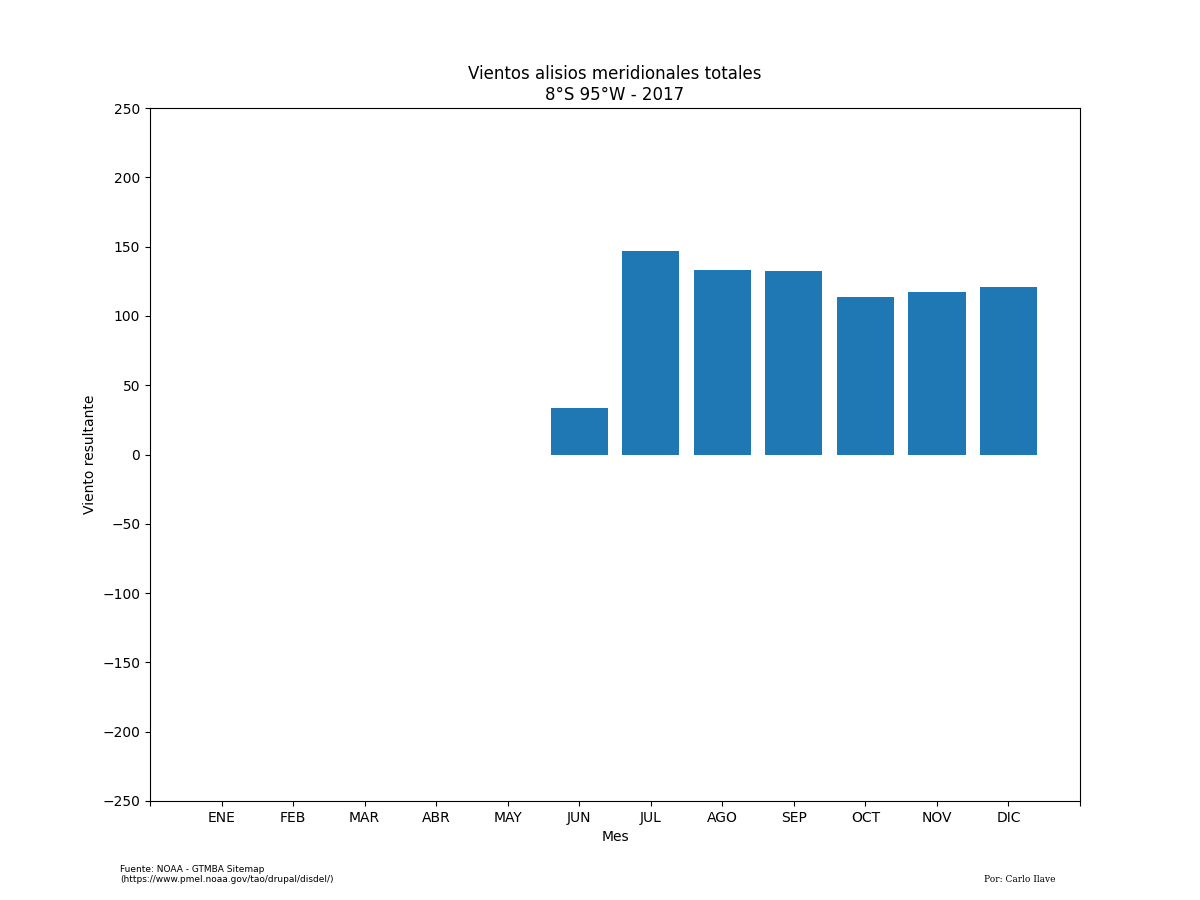 Vientos alisios meridionales totales
8°S 95°W - 2017
250
200
150
100
50
0
−50
−100
−150
−200
−250
Viento resultante
ENE FEB MAR ABR MAY JUN JUL AGO SEP OCT NOV DIC
Mes
Fuente: NOAA - GTMBA Sitemap
(https://www.pmel.noaa.gov/tao/drupal/disdel/)
Por: Carlo Ilave